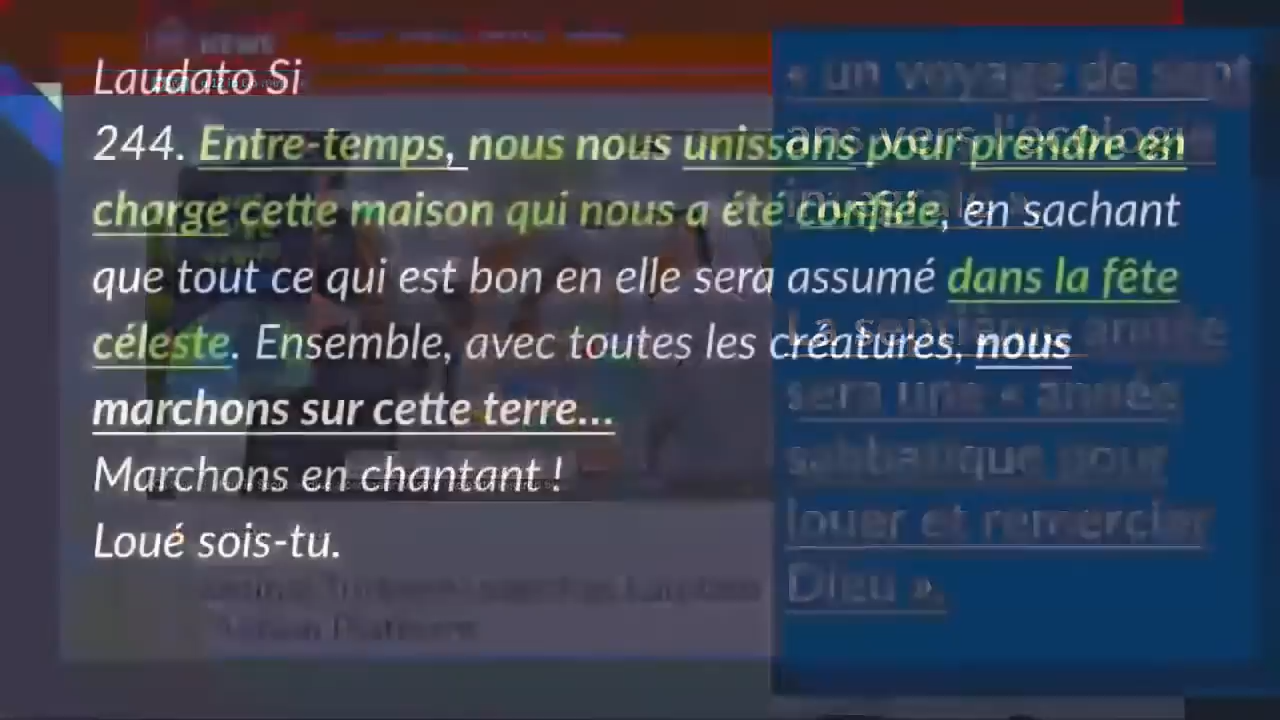 Laudato Si
244. Entre-temps, nous nous unissons pour prendre en
charge cette maison qui nous a été confiée, en sachant
que tout ce qui est bon en elle sera assumé dans la fête
céleste. Ensemble, avec toutes les créatures, nous
marchons sur cette terre...
Marchons en chantant !
Loué sois-tu.
NEWS
« un voyage de sept
ans vers l'écologie
La septième année
sera une « année
sabbatique pour
louer et remercier
Dieu ».